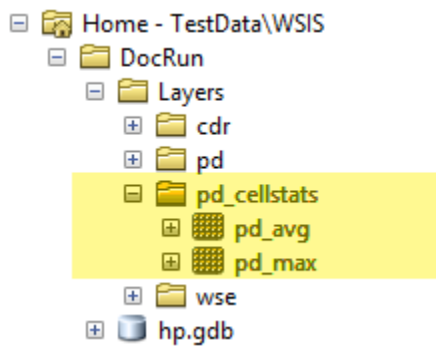 Home - TestData\WSIS
DocRun
Layers
cdr
pd
pd_cellstats
pd_avg
pd_max
wse
hp.gdb